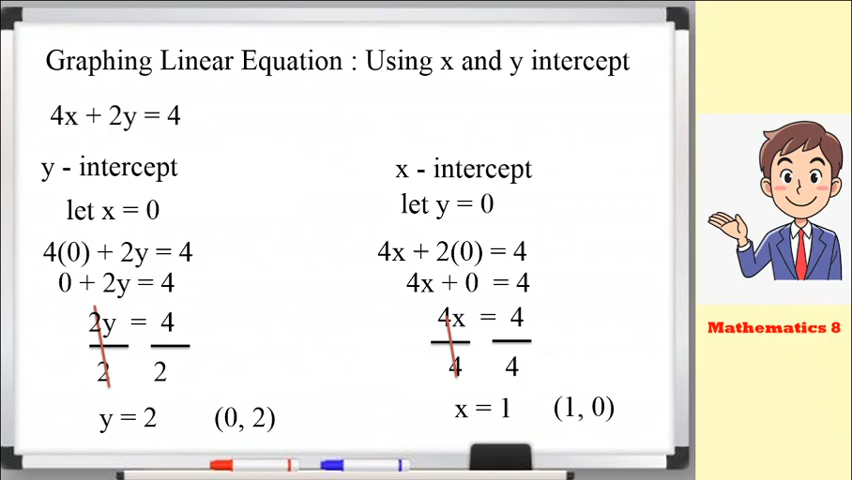 Graphing Linear Equation : Using x and y intercept
4x + 2y = 4
y - intercept
let x = 0
4(0) + 2y = 4
0 + 2y = 4
2y = 4
2 2
y = 2 (0, 2)
x - intercept
let y = 0
4x + 2(0) = 4
4x + 0 = 4
4x = 4
4 4
x = 1 (1, 0)
Mathematics 8